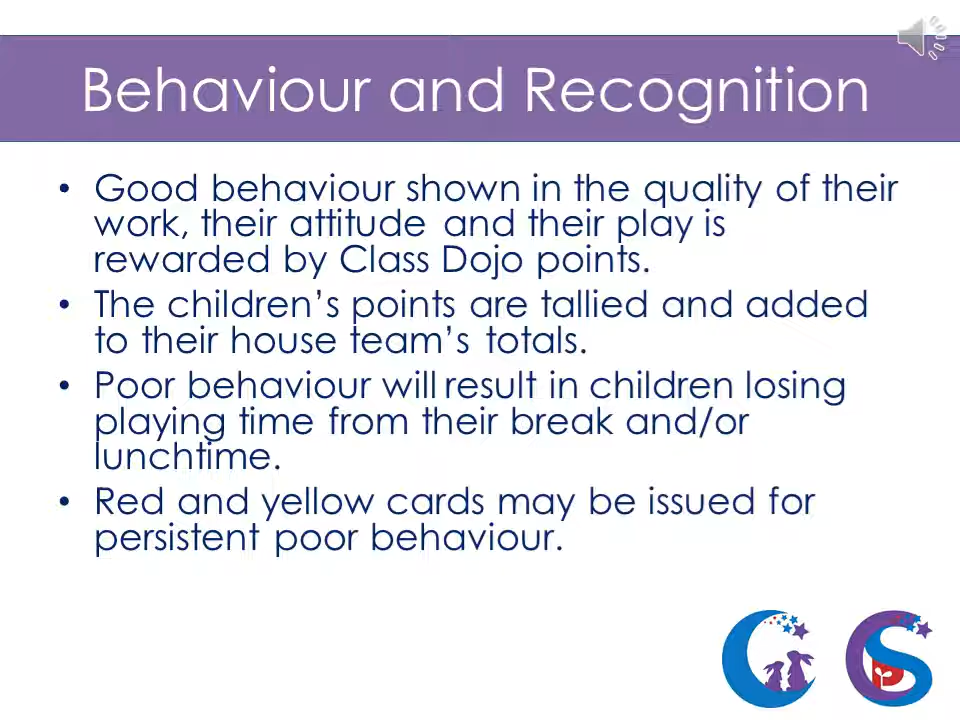 Behaviour and Recognition
• Good behaviour shown in the quality of their
work, their attitude and their play is
rewarded by Class Dojo points.
• The children's points are tallied and added
to their house team's totals.
• Poor behaviour will result in children losing
playing time from their break and/or
lunchtime.
• Red and yellow cards may be issued for
persistent poor behaviour.